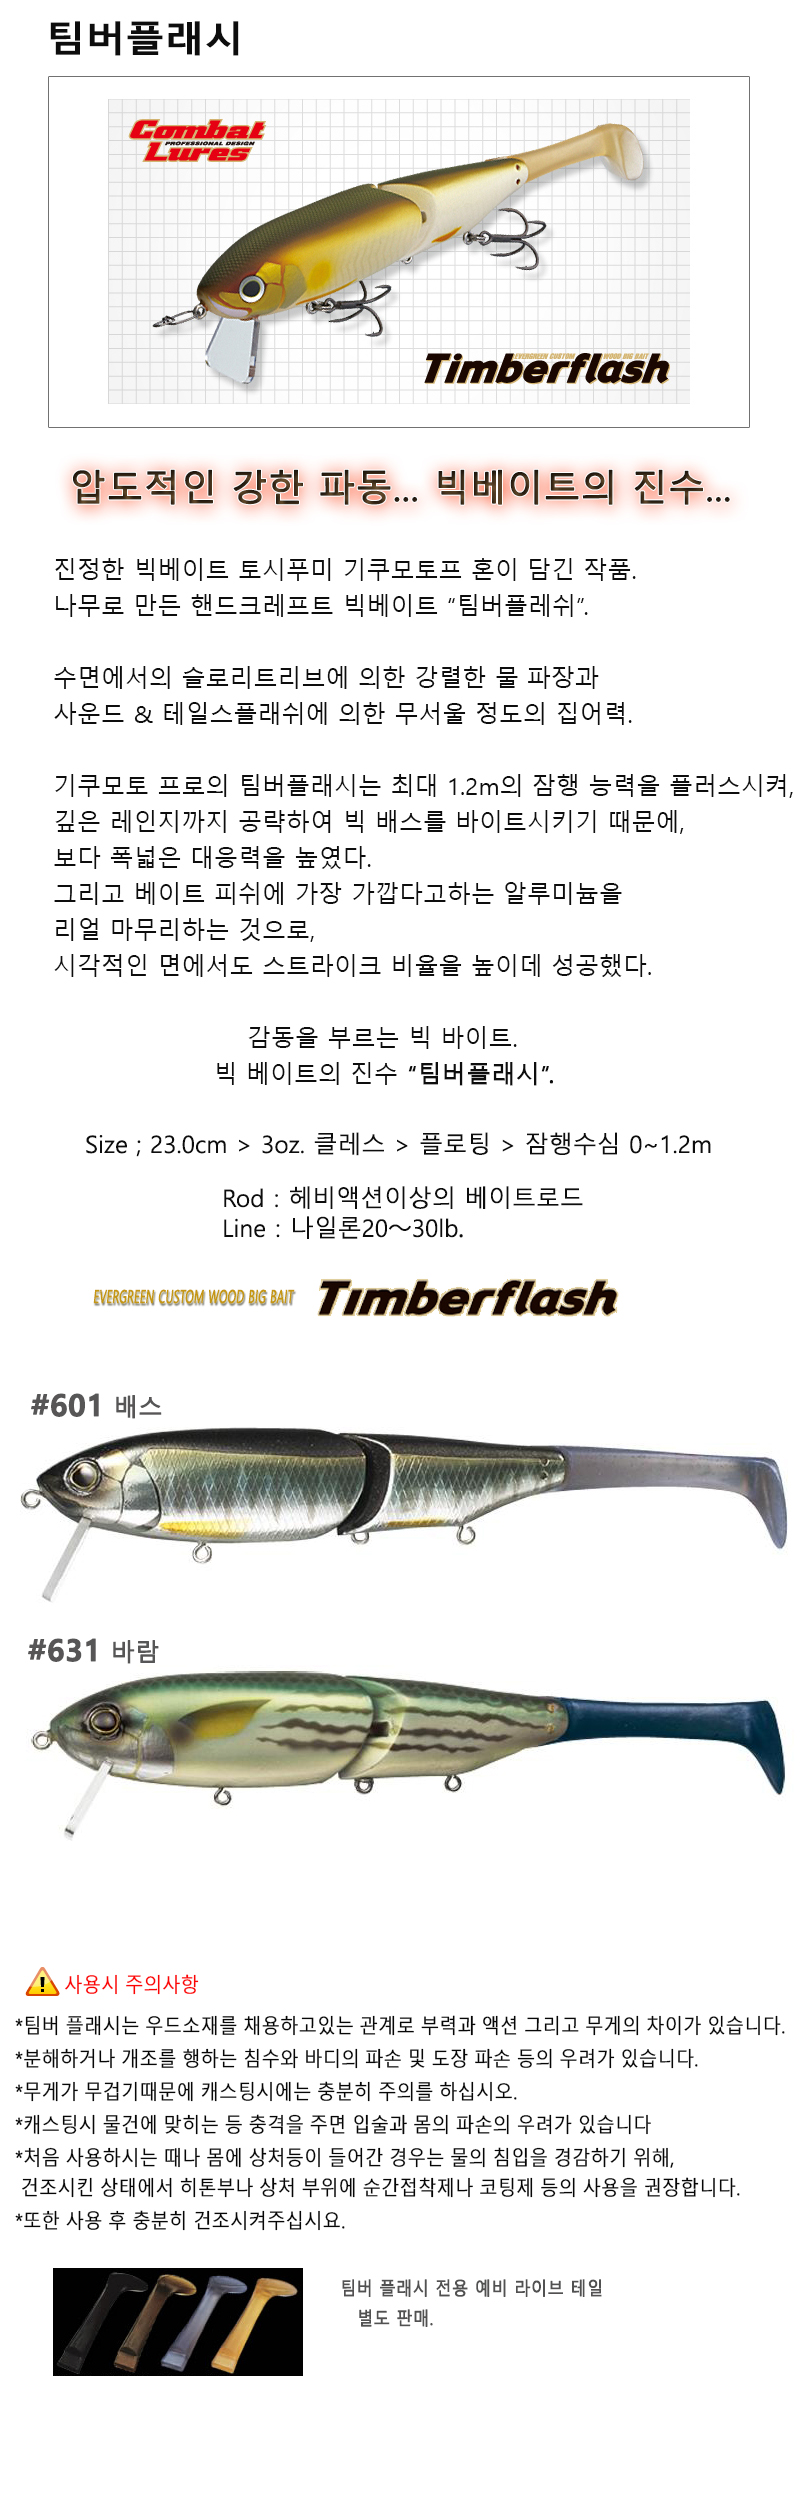 팀버플래시
Combat
PROFESSIONAL DESIGN
Lures
EVERGREEN CUSTOM WOOD BIG BAIT
Timberflash
압도적인 강한 파동... 빅베이트의 진수...
진정한 빅베이트 토시푸미 기쿠모토프 혼이 담긴 작품.
나무로 만든 핸드크레프트 빅베이트 “팀버플레쉬”.
수면에서의 슬로리트리브에 의한 강렬한 물 파장과
사운드 & 테일스플래쉬에 의한 무서울 정도의 집어력.
기쿠모토 프로의 팀버플래시는 최대 1.2m의 잠행 능력을 플러스시켜,
깊은 레인지까지 공략하여 빅 배스를 바이트시키기 때문에,
보다 폭넓은 대응력을 높였다.
그리고 베이트 피쉬에 가장 가깝다고하는 알루미늄을
리얼 마무리하는 것으로,
시각적인 면에서도 스트라이크 비율을 높이데 성공했다.
감동을 부르는 빅 바이트.
빅 베이트의 진수 “팀버플래시”.
Size ; 23.0cm > 3oz. 클레스 > 플로팅 > 잠행수심 0~1.2m
Rod : 헤비액션이상의 베이트로드
Line : 나일론20～30lb.
EVERGREEN CUSTOM WOOD BIG BAIT Timberflash
#601 배스
#631 바람
사용시 주의사항
*팀버 플래시는 우드소재를 채용하고있는 관계로 부력과 액션 그리고 무게의 차이가 있습니다.
*분해하거나 개조를 행하는 침수와 바디의 파손 및 도장 파손 등의 우려가 있습니다.
*무게가 무겁기때문에 캐스팅시에는 충분히 주의를 하십시오.
*캐스팅시 물건에 맞히는 등 충격을 주면 입술과 몸의 파손의 우려가 있습니다
*처음 사용하시는 때나 몸에 상처등이 들어간 경우는 물의 침입을 경감하기 위해,
건조시킨 상태에서 히톤부나 상처 부위에 순간접착제나 코팅제 등의 사용을 권장합니다.
*또한 사용 후 충분히 건조시켜주십시요.
팀버 플래시 전용 예비 라이브 테일
별도 판매.